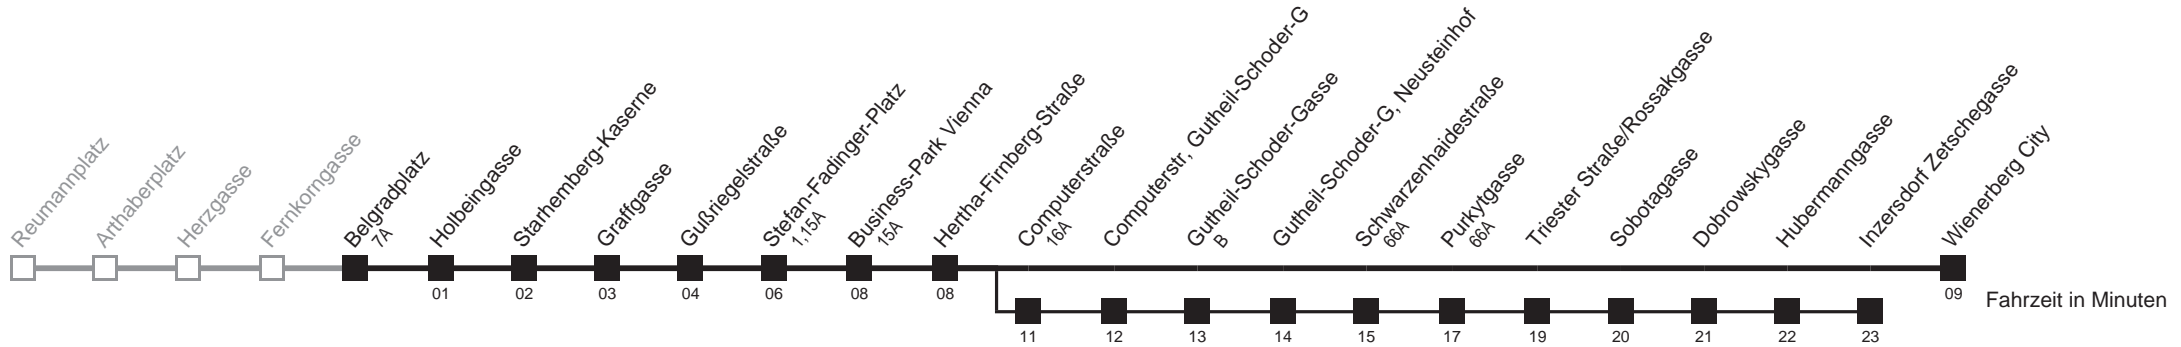 Reumannplatz
Arthaberplatz
Herzgasse
Fernkorngasse
Belgradplatz
7A
Holbeingasse
Starhemberg-Kaserne
Graffgasse
Gußriegelstraße
Stefan-Fadinger-Platz
1,15A
Business-Park Vienna
15A
Hertha-Firnberg-Straße
Computerstraße
16A
Computerstr, Gutheil-Schoder-G
Gutheil-Schoder-Gasse
B
Gutheil-Schoder-G, Neusteinhof
Schwarzenhaidestraße
66A
Purkytgasse
66A
Triester Straße/Rossakgasse
Sobotagasse
Dobrowskygasse
Hubermanngasse
Inzersdorf Zetschegasse
Wienerberg City
01 02 03 04 06 08 08 09
Fahrzeit in Minuten
11 12 13 14 15 17 19 20 21 22 23